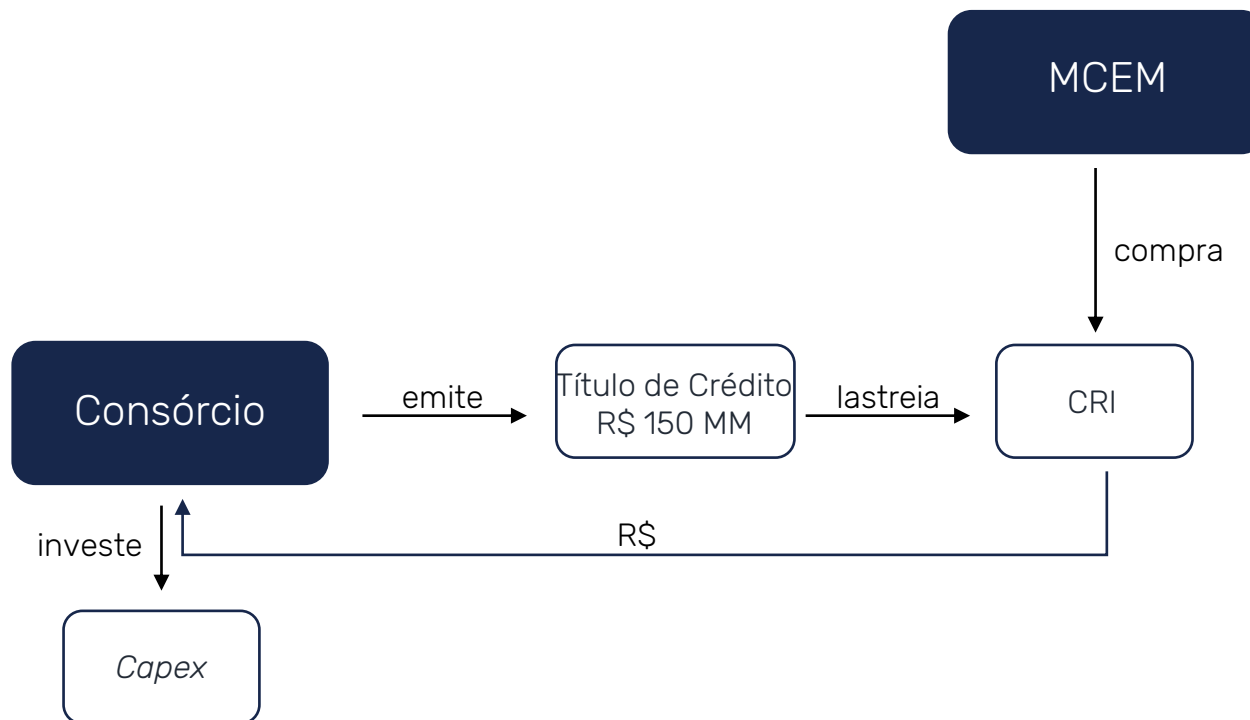 MCEM
compra
Consórcio
emite
Título de Crédito
R$ 150 MM
lastreia
CRI
investe
R$
Capex